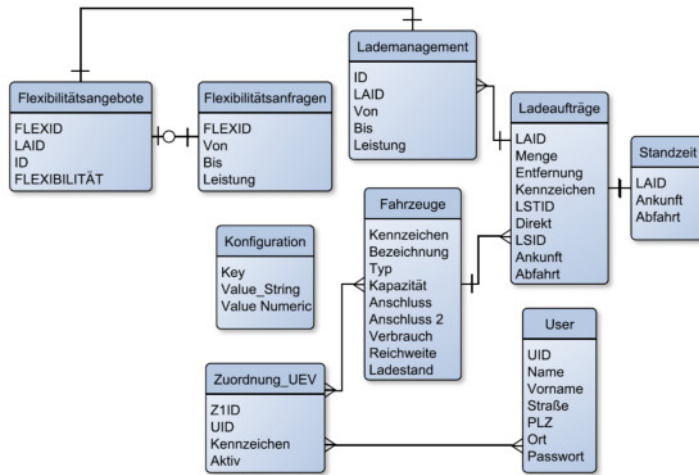 Lademanagement
ID
LAID
Von
Bis
Leistung
Flexibilitätsangebote
FLEXID
LAID
ID
FLEXIBILITÄT
Flexibilitätsanfragen
FLEXID
Von
Bis
Leistung
Ladeaufträge
LAID
Menge
Entfernung
Kennzeichen
LSTID
Direkt
LSID
Ankunft
Abfahrt
Standzeit
LAID
Ankunft
Abfahrt
Fahrzeuge
Kennzeichen
Bezeichnung
Typ
Kapazität
Anschluss
Anschluss 2
Verbrauch
Reichweite
Ladestand
Konfiguration
Key
Value_String
Value Numeric
User
UID
Name
Vorname
Straße
PLZ
Ort
Passwort
Zuordnung_UEV
Z1ID
UID
Kennzeichen
Aktiv